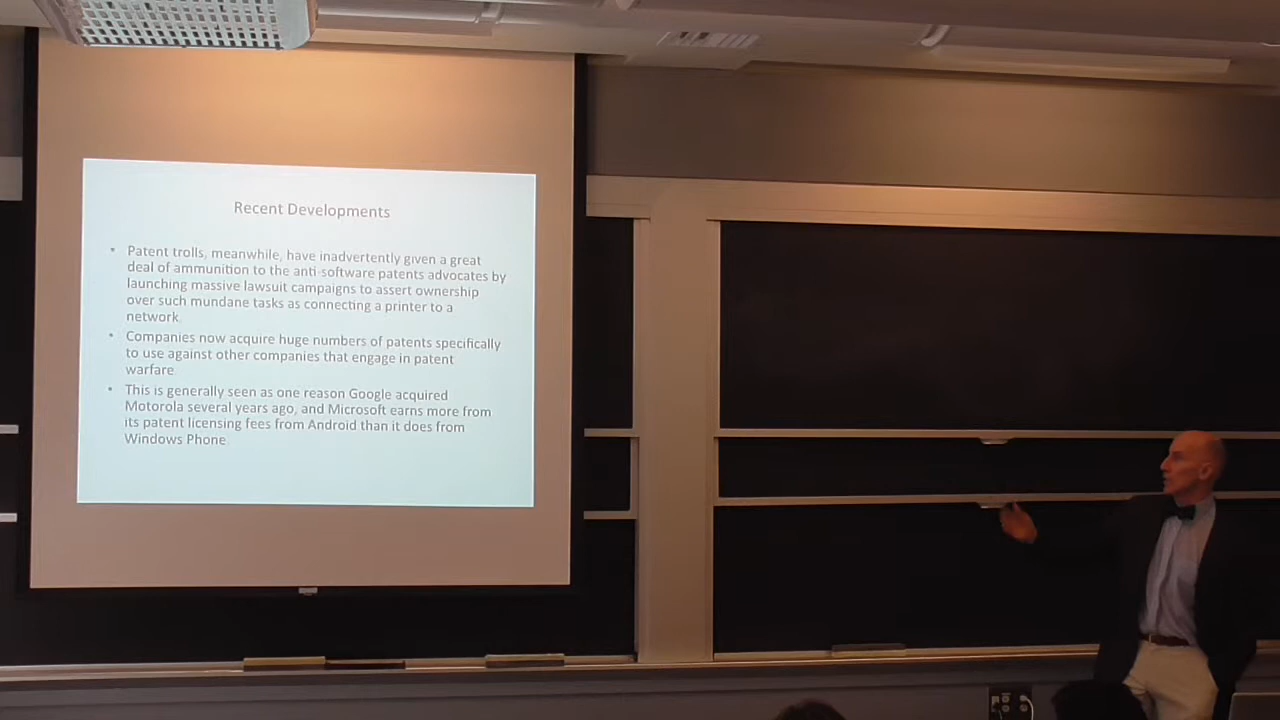 Recent Developments
• Patent trolls, meanwhile, have inadvertently given a great
deal of ammunition to the anti-software patents advocates by
launching massive lawsuit campaigns to assert ownership
over such mundane tasks as connecting a printer to a
network
• Companies now acquire huge numbers of patents specifically
to use against other companies that engage in patent
warfare
• This is generally seen as one reason Google acquired
Motorola several years ago, and Microsoft earns more from
its patent licensing fees from Android than it does from
Windows Phone